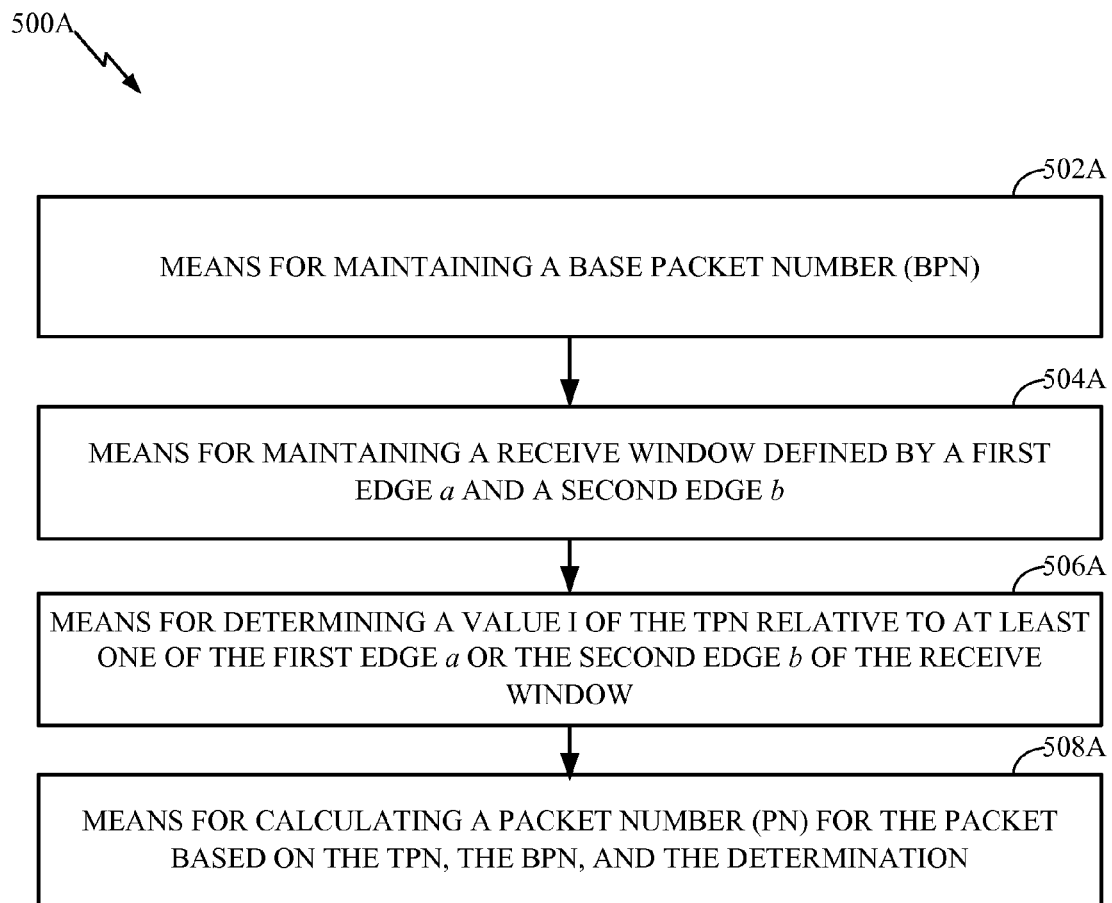 500A
502A
MEANS FOR MAINTAINING A BASE PACKET NUMBER (BPN)
504A
MEANS FOR MAINTAINING A RECEIVE WINDOW DEFINED BY A FIRST
EDGE a AND A SECOND EDGE b
506A
MEANS FOR DETERMINING A VALUE I OF THE TPN RELATIVE TO AT LEAST
ONE OF THE FIRST EDGE a OR THE SECOND EDGE b OF THE RECEIVE
WINDOW
508A
MEANS FOR CALCULATING A PACKET NUMBER (PN) FOR THE PACKET
BASED ON THE TPN, THE BPN, AND THE DETERMINATION